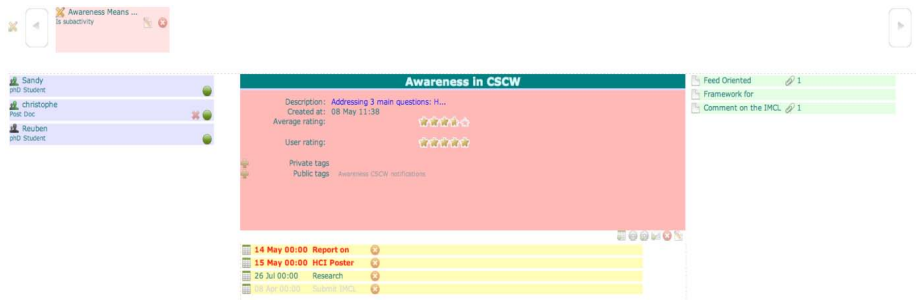 Awareness Means ...
Is subactivity
Sandy
phD Student
christophe
Post Doc
Reuben
phD Student
Awareness in CSCW
Description: Addressing 3 main questions: H...
Created at: 08 May 11:38
Average rating:
User rating:
Private tags
Public tags Awareness CSCW notifications
14 May 00:00 Report on
15 May 00:00 HCI Poster
26 Jul 00:00 Research
08 Apr 00:00 Submit IMCL
Feed Oriented 1
Framework for
Comment on the IMCL 1